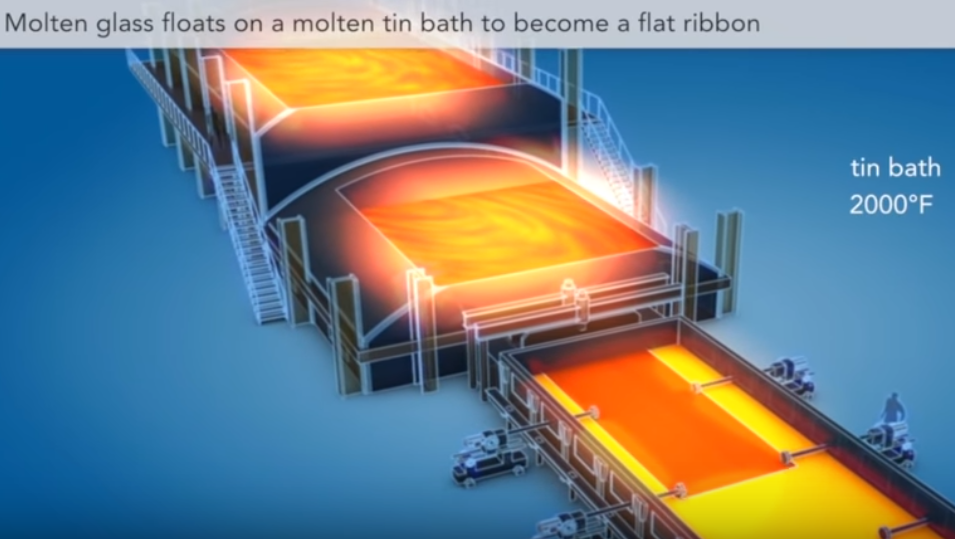 Molten glass floats on a molten tin bath to become a flat ribbon
tin bath
2000°F